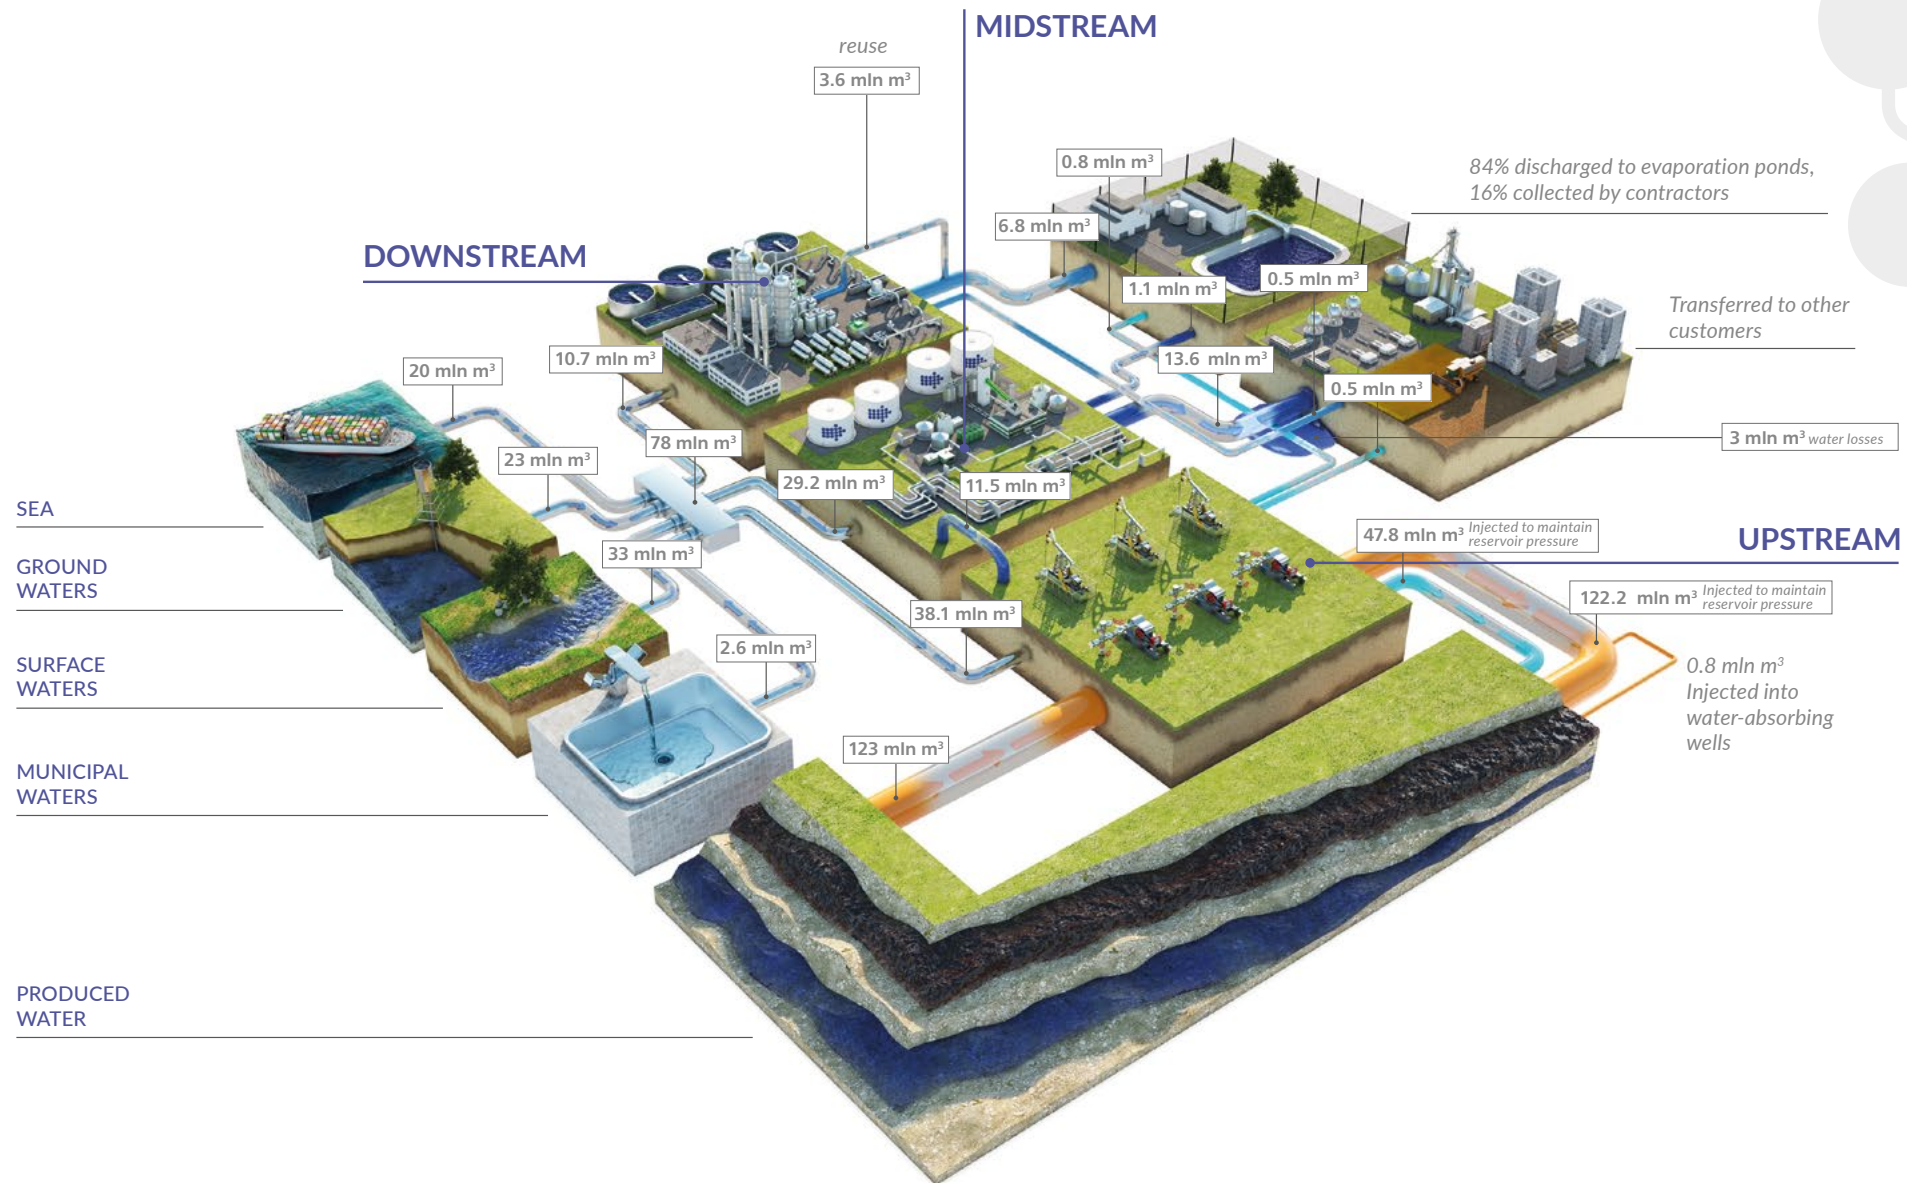 MIDSTREAM
reuse
3.6 mln m³
0.8 mln m³
84% discharged to evaporation ponds,
16% collected by contractors
6.8 mln m³
DOWNSTREAM
1.1 mln m³
0.5 mln m³
Transferred to other
customers
10.7 mln m³
20 mln m³
13.6 mln m³
0.5 mln m³
78 mln m³
3 mln m³ water losses
23 mln m³
29.2 mln m³
11.5 mln m³
SEA
47.8 mln m³ Injected to maintain
reservoir pressure
UPSTREAM
GROUND
WATERS
33 mln m³
122.2 mln m³ Injected to maintain
reservoir pressure
38.1 mln m³
2.6 mln m³
SURFACE
WATERS
0.8 mln m³
Injected into
water-absorbing
wells
123 mln m³
MUNICIPAL
WATERS
PRODUCED
WATER